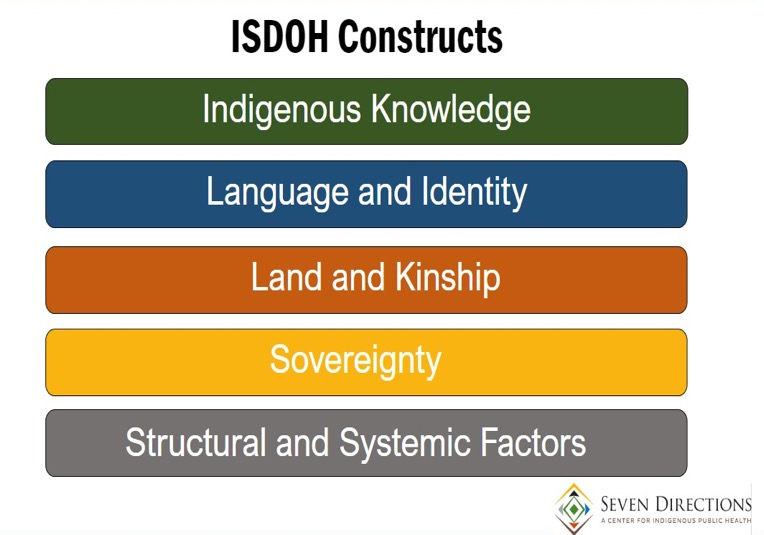 ISDOH Constructs
Indigenous Knowledge
Language and Identity
Land and Kinship
Sovereignty
Structural and Systemic Factors
SEVEN DIRECTIONS
A CENTER FOR INDIGENOUS PUBLIC HEALTH